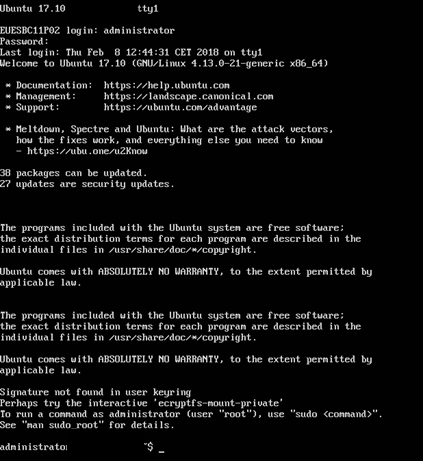 Ubuntu 17.10 tty1
EUESBC11P02 login: administrator
Password:
Last login: Thu Feb  8 12:44:31 CET 2018 on tty1
Welcome to Ubuntu 17.10 (GNU/Linux 4.13.0-21-generic x86_64)
* Documentation:  https://help.ubuntu.com
* Management:     https://landscape.canonical.com
* Support:        https://ubuntu.com/advantage
* Meltdown, Spectre and Ubuntu: What are the attack vectors,
how the fixes work, and everything else you need to know
- https://ubu.one/u2Know
38 packages can be updated.
27 updates are security updates.
The programs included with the Ubuntu system are free software;
the exact distribution terms for each program are described in the
individual files in /usr/share/doc/*/copyright.
Ubuntu comes with ABSOLUTELY NO WARRANTY, to the extent permitted by
applicable law.
The programs included with the Ubuntu system are free software;
the exact distribution terms for each program are described in the
individual files in /usr/share/doc/*/copyright.
Ubuntu comes with ABSOLUTELY NO WARRANTY, to the extent permitted by
applicable law.
Signature not found in user keyring
Perhaps try the interactive 'ecryptfs-mount-private'
To run a command as administrator (user "root"), use "sudo <command>".
See "man sudo_root" for details.
administrator ~$ _